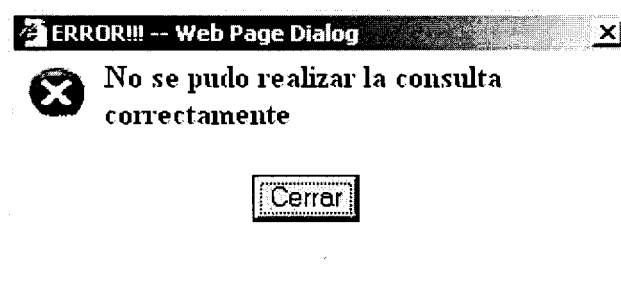 ERROR!!! -- Web Page Dialog
No se pudo realizar la consulta
correctamente
Cerrar